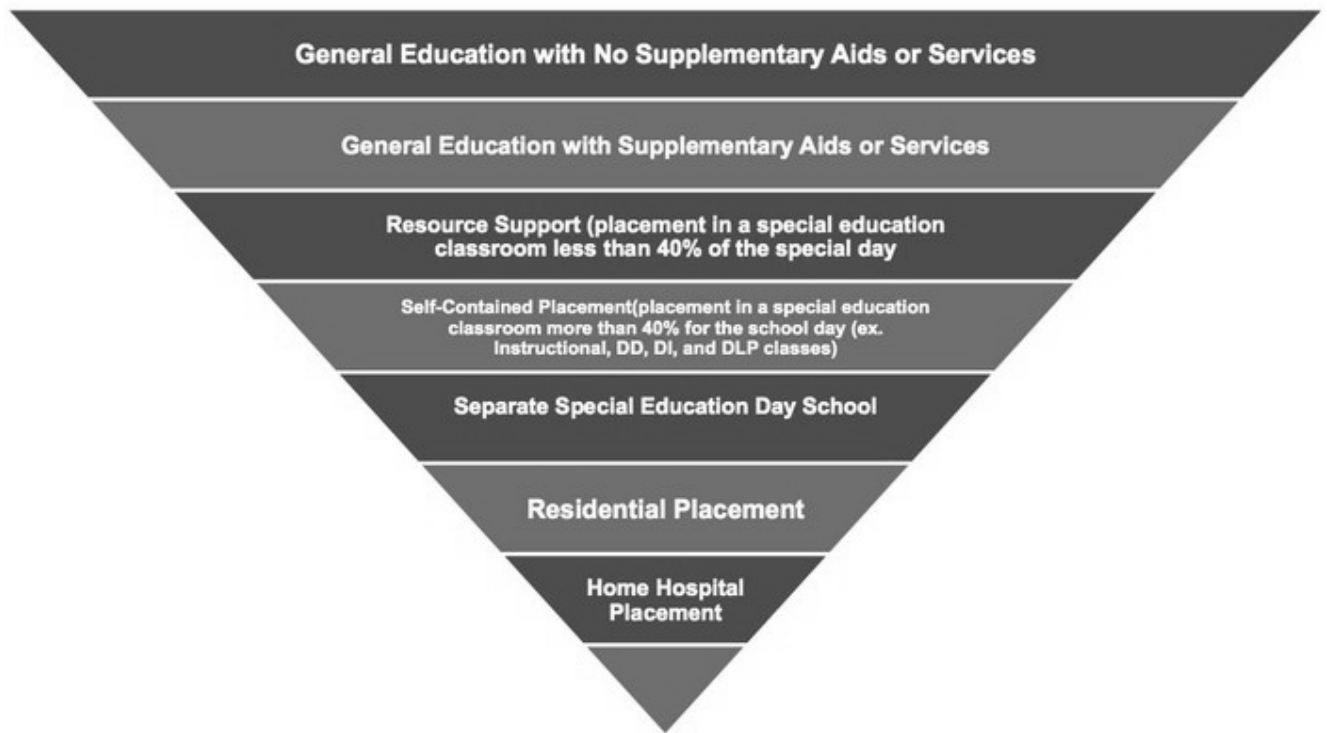 General Education with No Supplementary Aids or Services
General Education with Supplementary Aids or Services
Resource Support (placement in a special education
classroom less than 40% of the special day
Self-Contained Placement(placement in a special education
classroom more than 40% for the school day (ex.
Instructional, DD, DI, and DLP classes)
Separate Special Education Day School
Residential Placement
Home Hospital
Placement